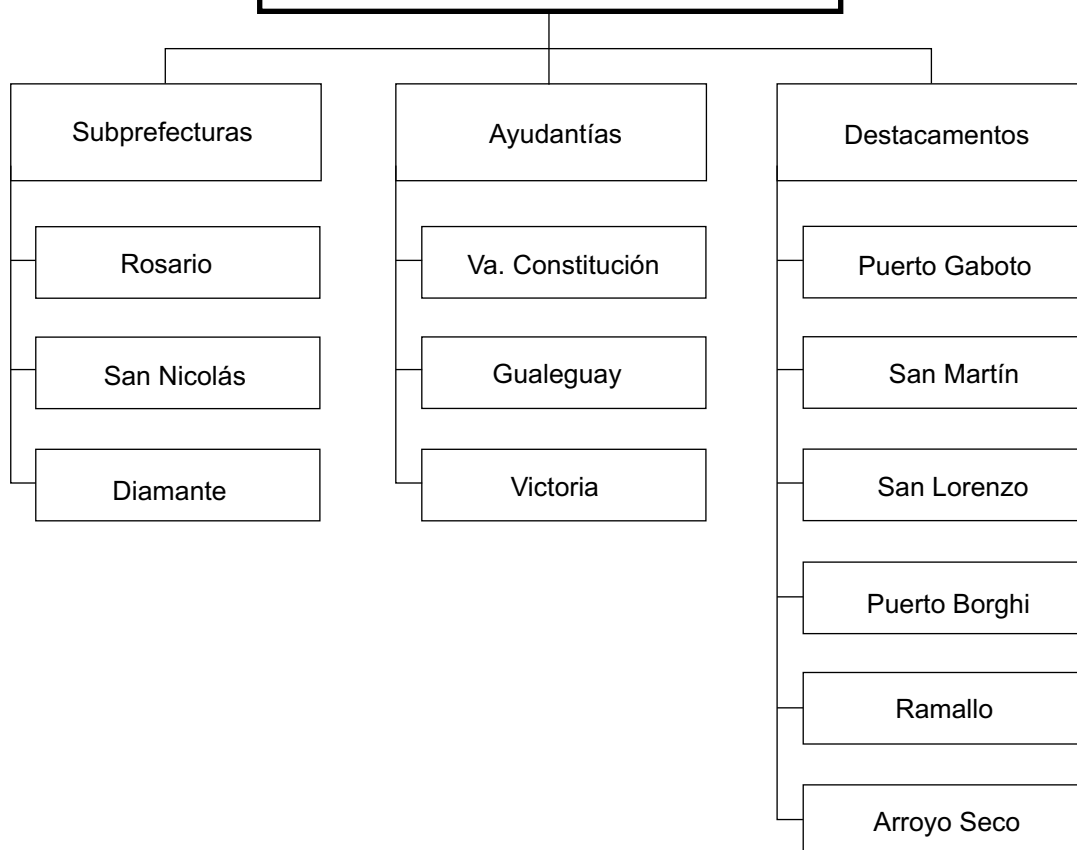 Subprefecturas
Rosario
San Nicolás
Diamante
Ayudantías
Va. Constitución
Gualeguay
Victoria
Destacamentos
Puerto Gaboto
San Martín
San Lorenzo
Puerto Borghi
Ramallo
Arroyo Seco